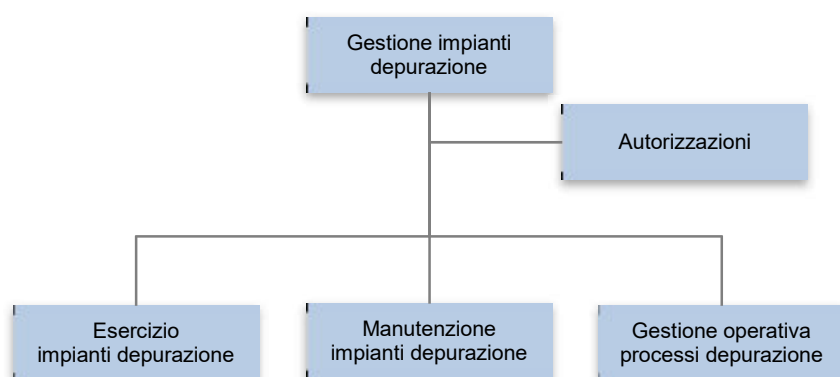 Gestione impianti
depurazione
Autorizzazioni
Esercizio
impianti depurazione
Manutenzione
impianti depurazione
Gestione operativa
processi depurazione